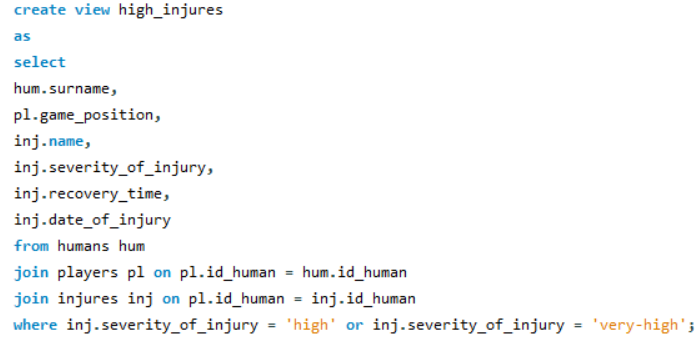 create view high_injures
as
select
hum.surname,
pl.game_position,
inj.name,
inj.severity_of_injury,
inj.recovery_time,
inj.date_of_injury
from humans hum
join players pl on pl.id_human = hum.id_human
join injures inj on pl.id_human = inj.id_human
where inj.severity_of_injury = 'high' or inj.severity_of_injury = 'very-high';